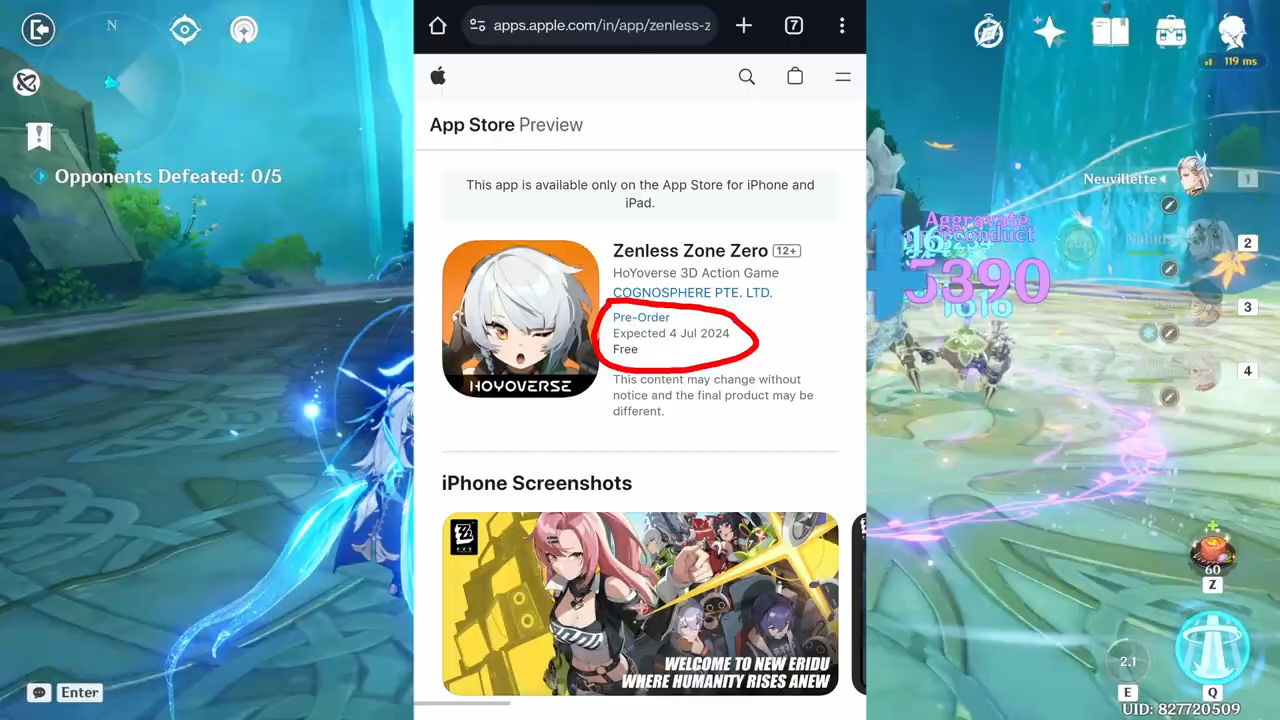 N
apps.apple.com/in/app/zenless-z
7
119 ms
App Store Preview
Opponents Defeated: 0/5
This app is available only on the App Store for iPhone and
iPad.
Neuvillette
1
Aggravate
5390
1616
2
3
4
Zenless Zone Zero 12+
HoYoverse 3D Action Game
COGNOSPHERE PTE. LTD.
Pre-Order
Expected 4 Jul 2024
Free
This content may change without
notice and the final product may be
different.
HOYOVERSE
iPhone Screenshots
WELCOME TO NEW ERIDU
WHERE HUMANITY RISES ANEW
60
Z
2.1
E
Q
Enter
UID: 827720509